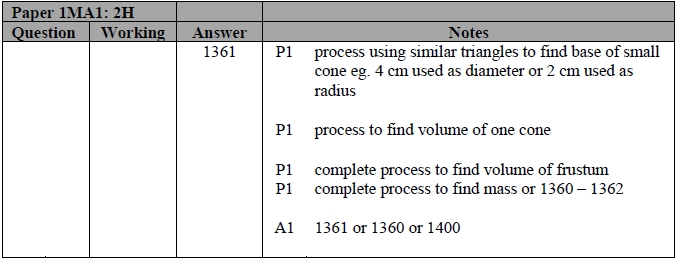 Paper 1MA1: 2H
Question Working Answer Notes
1361 P1 process using similar triangles to find base of small
cone eg. 4 cm used as diameter or 2 cm used as
radius
P1 process to find volume of one cone
P1 complete process to find volume of frustum
P1 complete process to find mass or 1360 – 1362
A1 1361 or 1360 or 1400